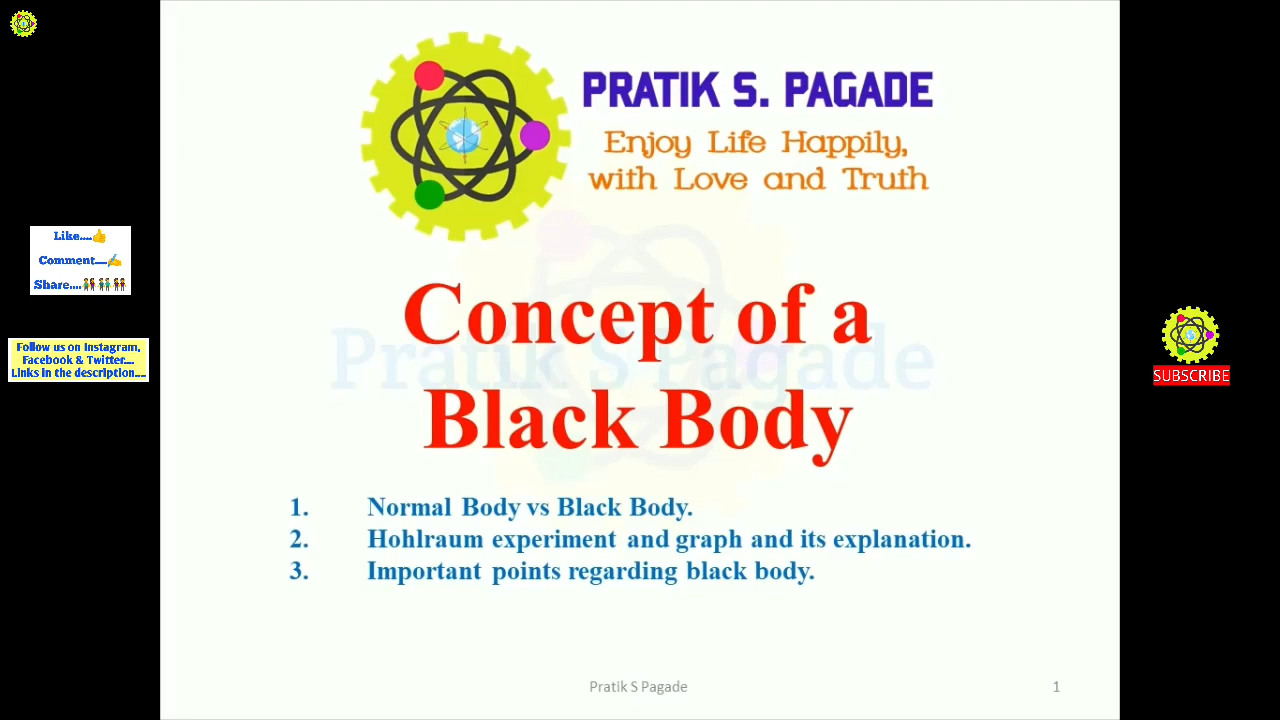 PRATIK S. PAGADE
Enjoy Life Happily,
with Love and Truth
Like....👍
Comment....✍
Share....👫👫👫
Follow us on Instagram,
Facebook & Twitter....
Links in the description....
Concept of a
Black Body
Pratik S Pagade
SUBSCRIBE
1. Normal Body vs Black Body.
2. Hohlraum experiment and graph and its explanation.
3. Important points regarding black body.
Pratik S Pagade
1